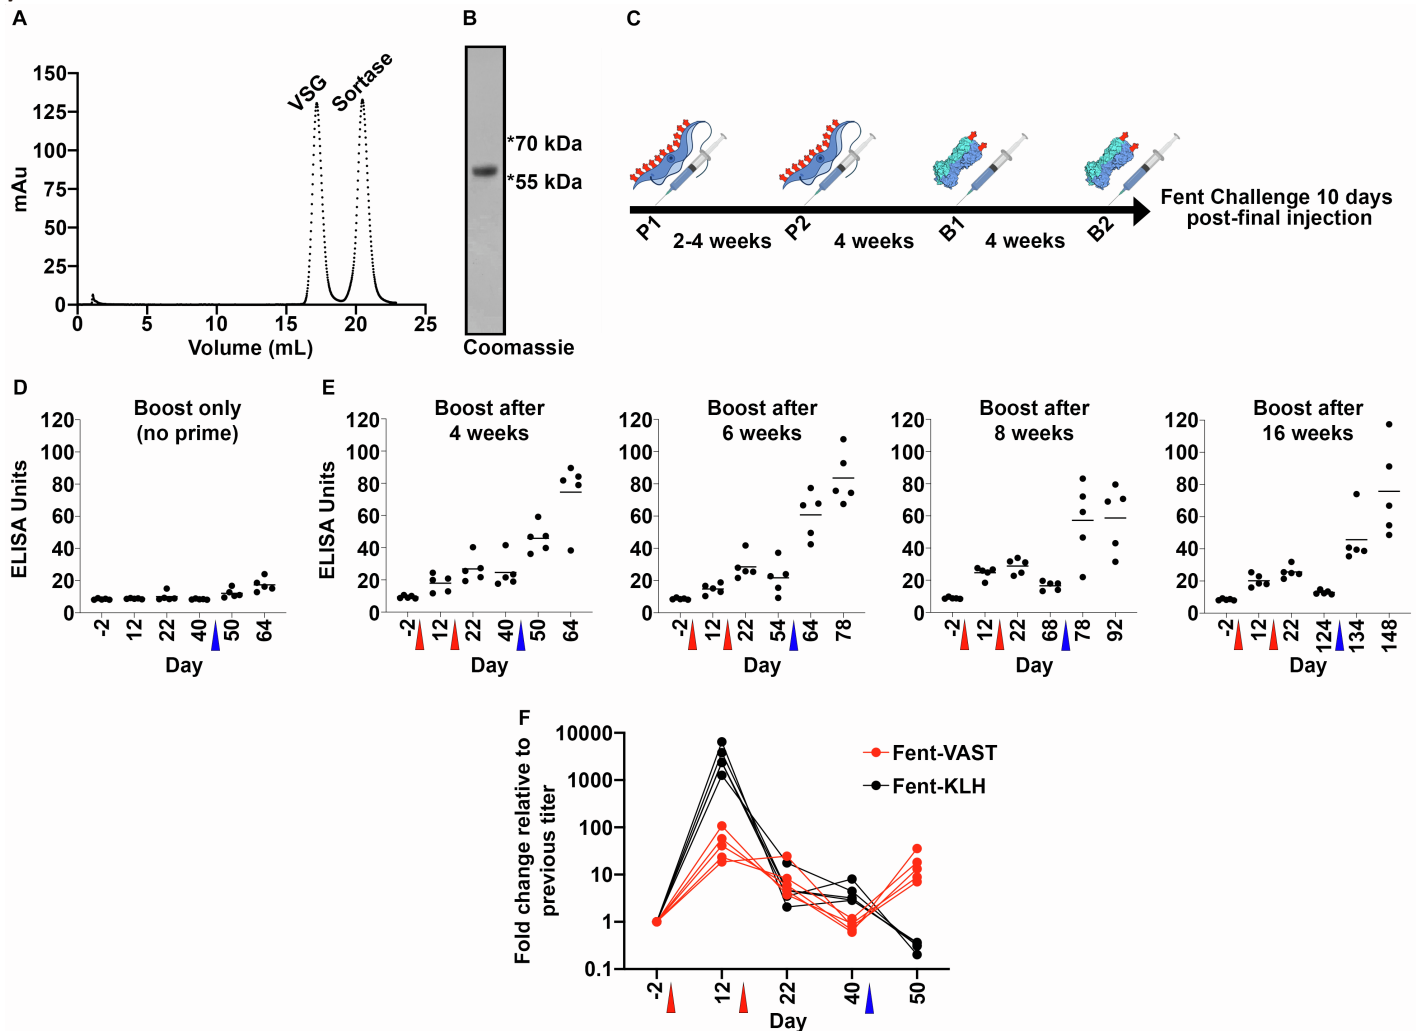 A
B
C
150
125
100
75
50
25
0
mAu
VSG
Sortase
0 5 10 15 20 25
Volume (mL)
*70 kDa
*55 kDa
Coomassie
P1
2-4 weeks
P2
4 weeks
B1
4 weeks
B2
Fent Challenge 10 days
post-final injection
D
Boost only
(no prime)
ELISA Units
120
100
80
60
40
20
0
-2 12 22 40 50 64
Day
E
Boost after
4 weeks
ELISA Units
120
100
80
60
40
20
0
-2 12 22 40 50 64
Day
Boost after
6 weeks
120
100
80
60
40
20
0
-2 12 22 54 64 78
Day
Boost after
8 weeks
120
100
80
60
40
20
0
-2 12 22 68 78 92
Day
Boost after
16 weeks
120
100
80
60
40
20
0
-2 12 22 124 134 148
Day
F
Fold change relative to
previous titer
10000
1000
100
10
1
0.1
Fent-VAST
Fent-KLH
-2 12 22 40 50
Day